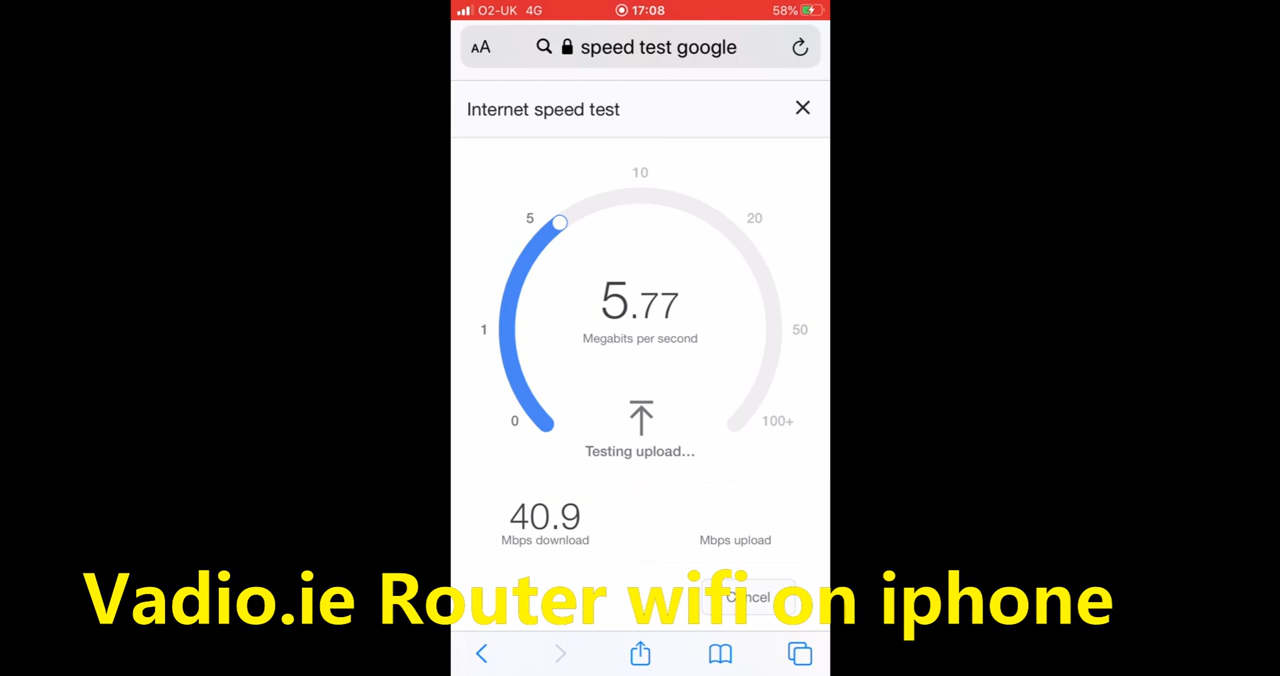 O2-UK 4G 17:08 58%
AA speed test google
Internet speed test
10
5 20
5.77
1 Megabits per second 50
0 100+
Testing upload...
40.9
Mbps download Mbps upload
Cancel
Vadio.ie Router wifi on iphone